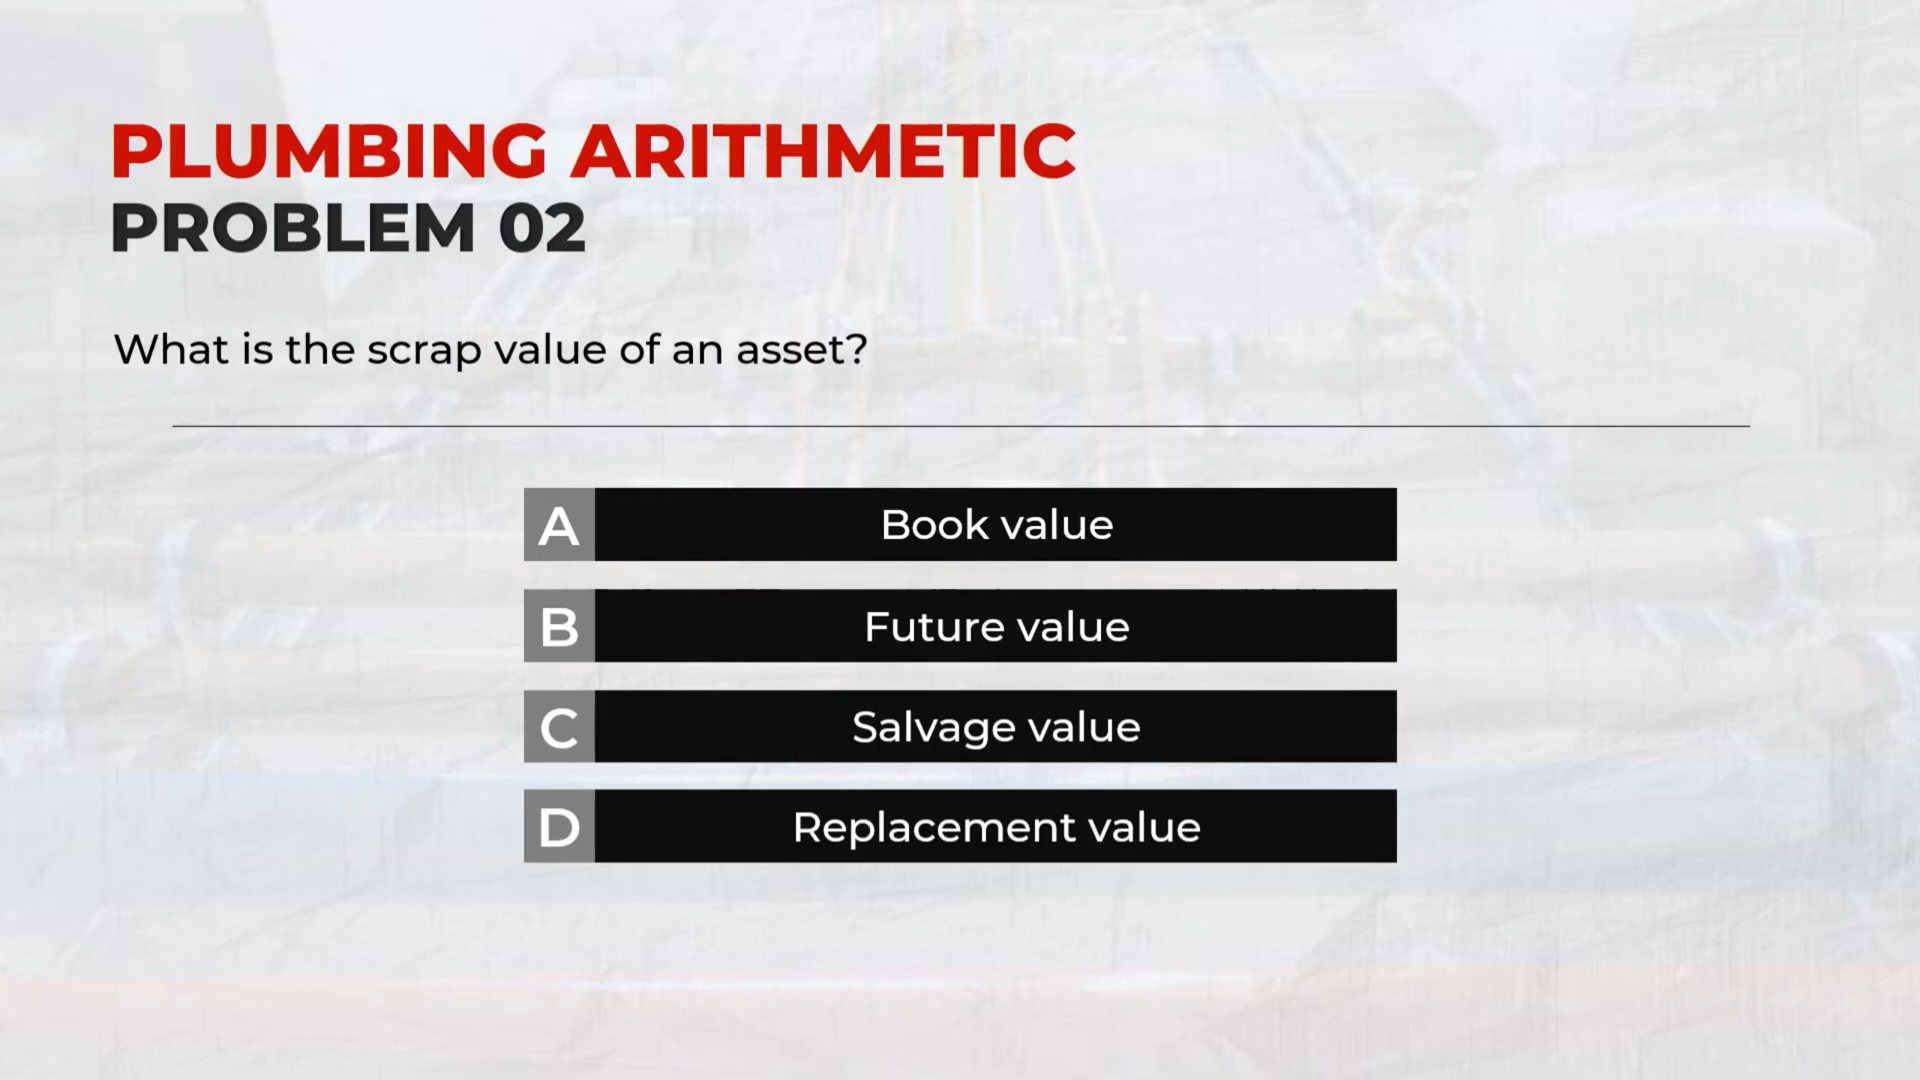 PLUMBING ARITHMETIC
PROBLEM 02
What is the scrap value of an asset?
A Book value
B Future value
C Salvage value
D Replacement value